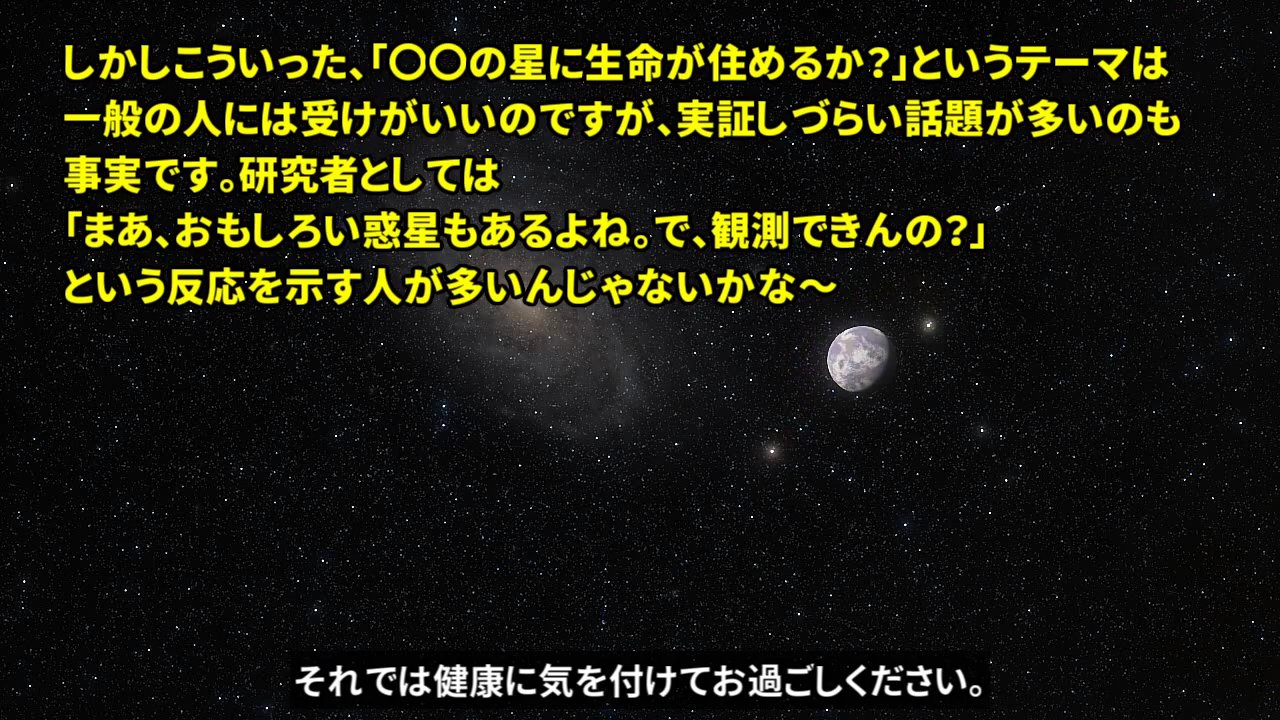 しかしこういった、「〇〇の星に生命が住めるか？」というテーマは
一般の人には受けがいいのですが、実証しづらい話題が多いのも
事実です。研究者としては
「まあ、おもしろい惑星もあるよね。で、観測できんの？」
という反応を示す人が多いんじゃないかな～
それでは健康に気を付けてお過ごしください。